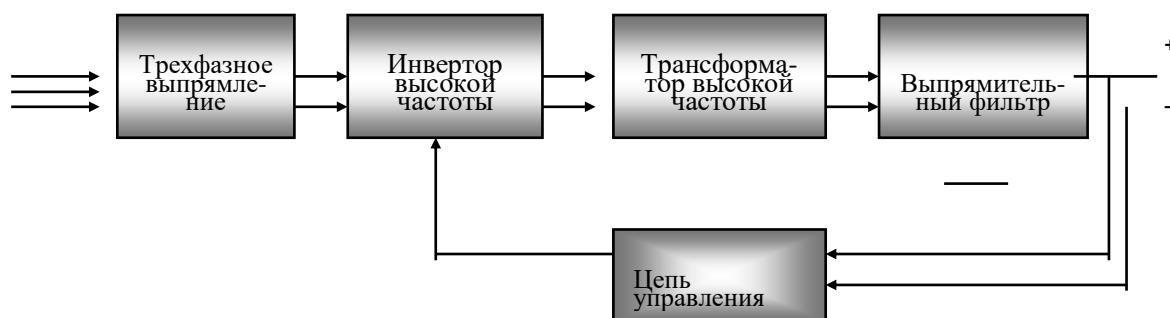 Трехфазное
выпрямле-
ние
Инвертор
высокой
частоты
Трансформа-
тор высокой
частоты
Выпрямитель-
ный фильтр
+
-
Цепь
управления